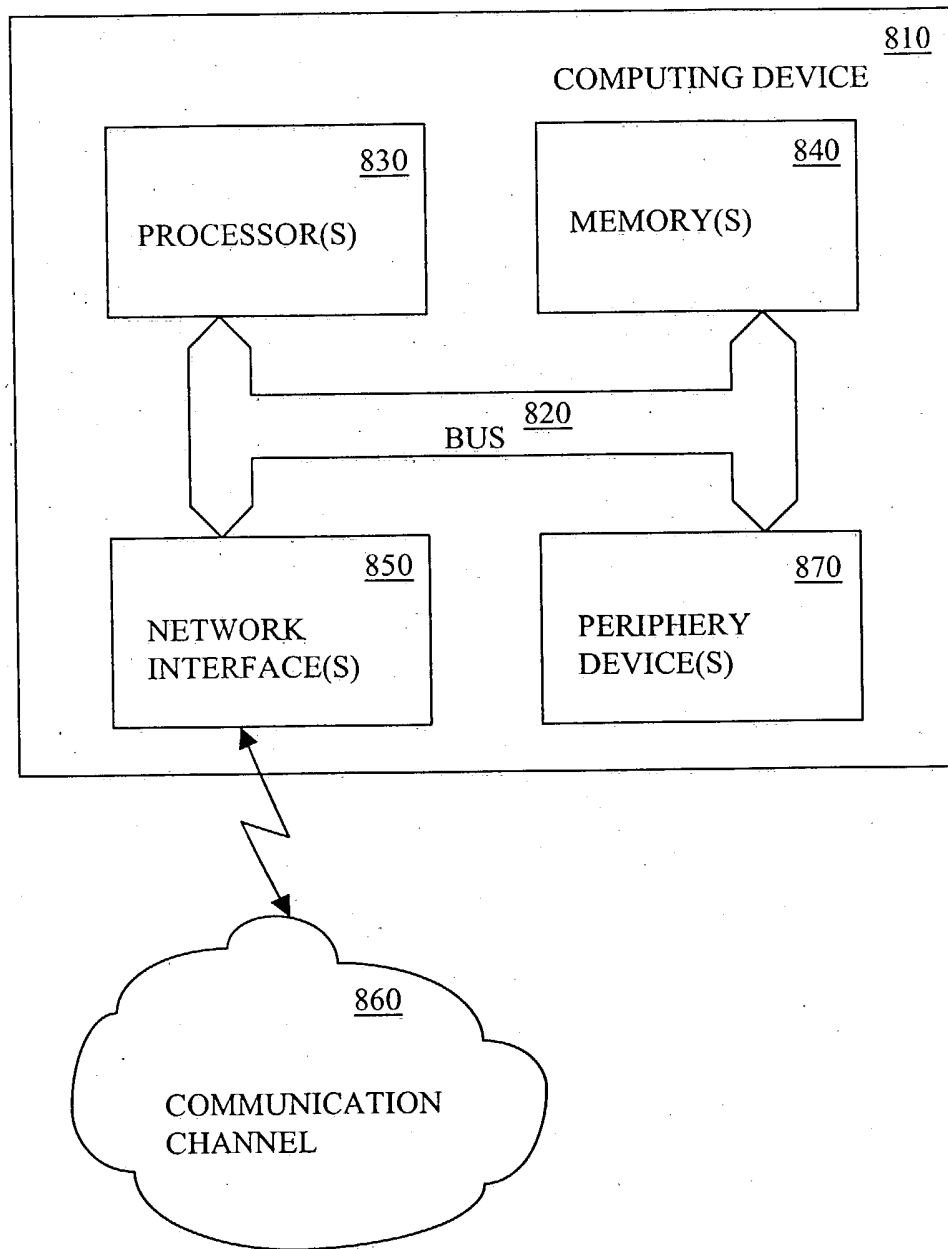 810
COMPUTING DEVICE
830
PROCESSOR(S)
840
MEMORY(S)
820
BUS
850
NETWORK
INTERFACE(S)
870
PERIPHERY
DEVICE(S)
860
COMMUNICATION
CHANNEL